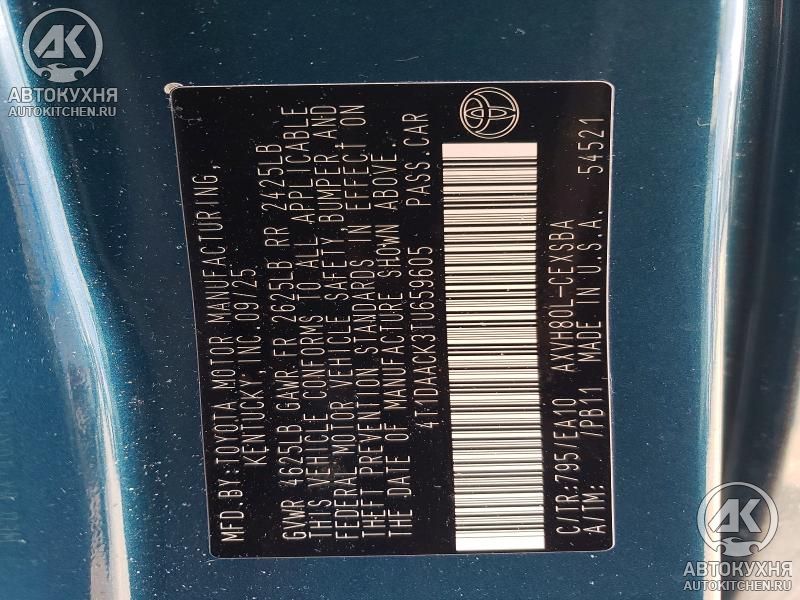 MFD.BY:TOYOTA MOTOR MANUFACTURING,
KENTUCKY, INC.09/25
GVWR 4625LB GAWR FR 2625LB RR 2425LB
THIS VEHICLE CONFORMS TO ALL APPLICABLE
FEDERAL MOTOR VEHICLE SAFETY, BUMPER AND
THEFT PREVENTION STANDARDS IN EFFECT ON
THE DATE OF MANUFACTURE SHOWN ABOVE.
4T1DAACK3TU659605 PASS.CAR
C/TR:795/EA10 AXVH80L-CEXSBA
A/TM: /PB11 MADE IN U.S.A. 54521
АК
АВТОКУХНЯ
AUTOKITCHEN.RU
АК
АВТОКУХНЯ
AUTOKITCHEN.RU